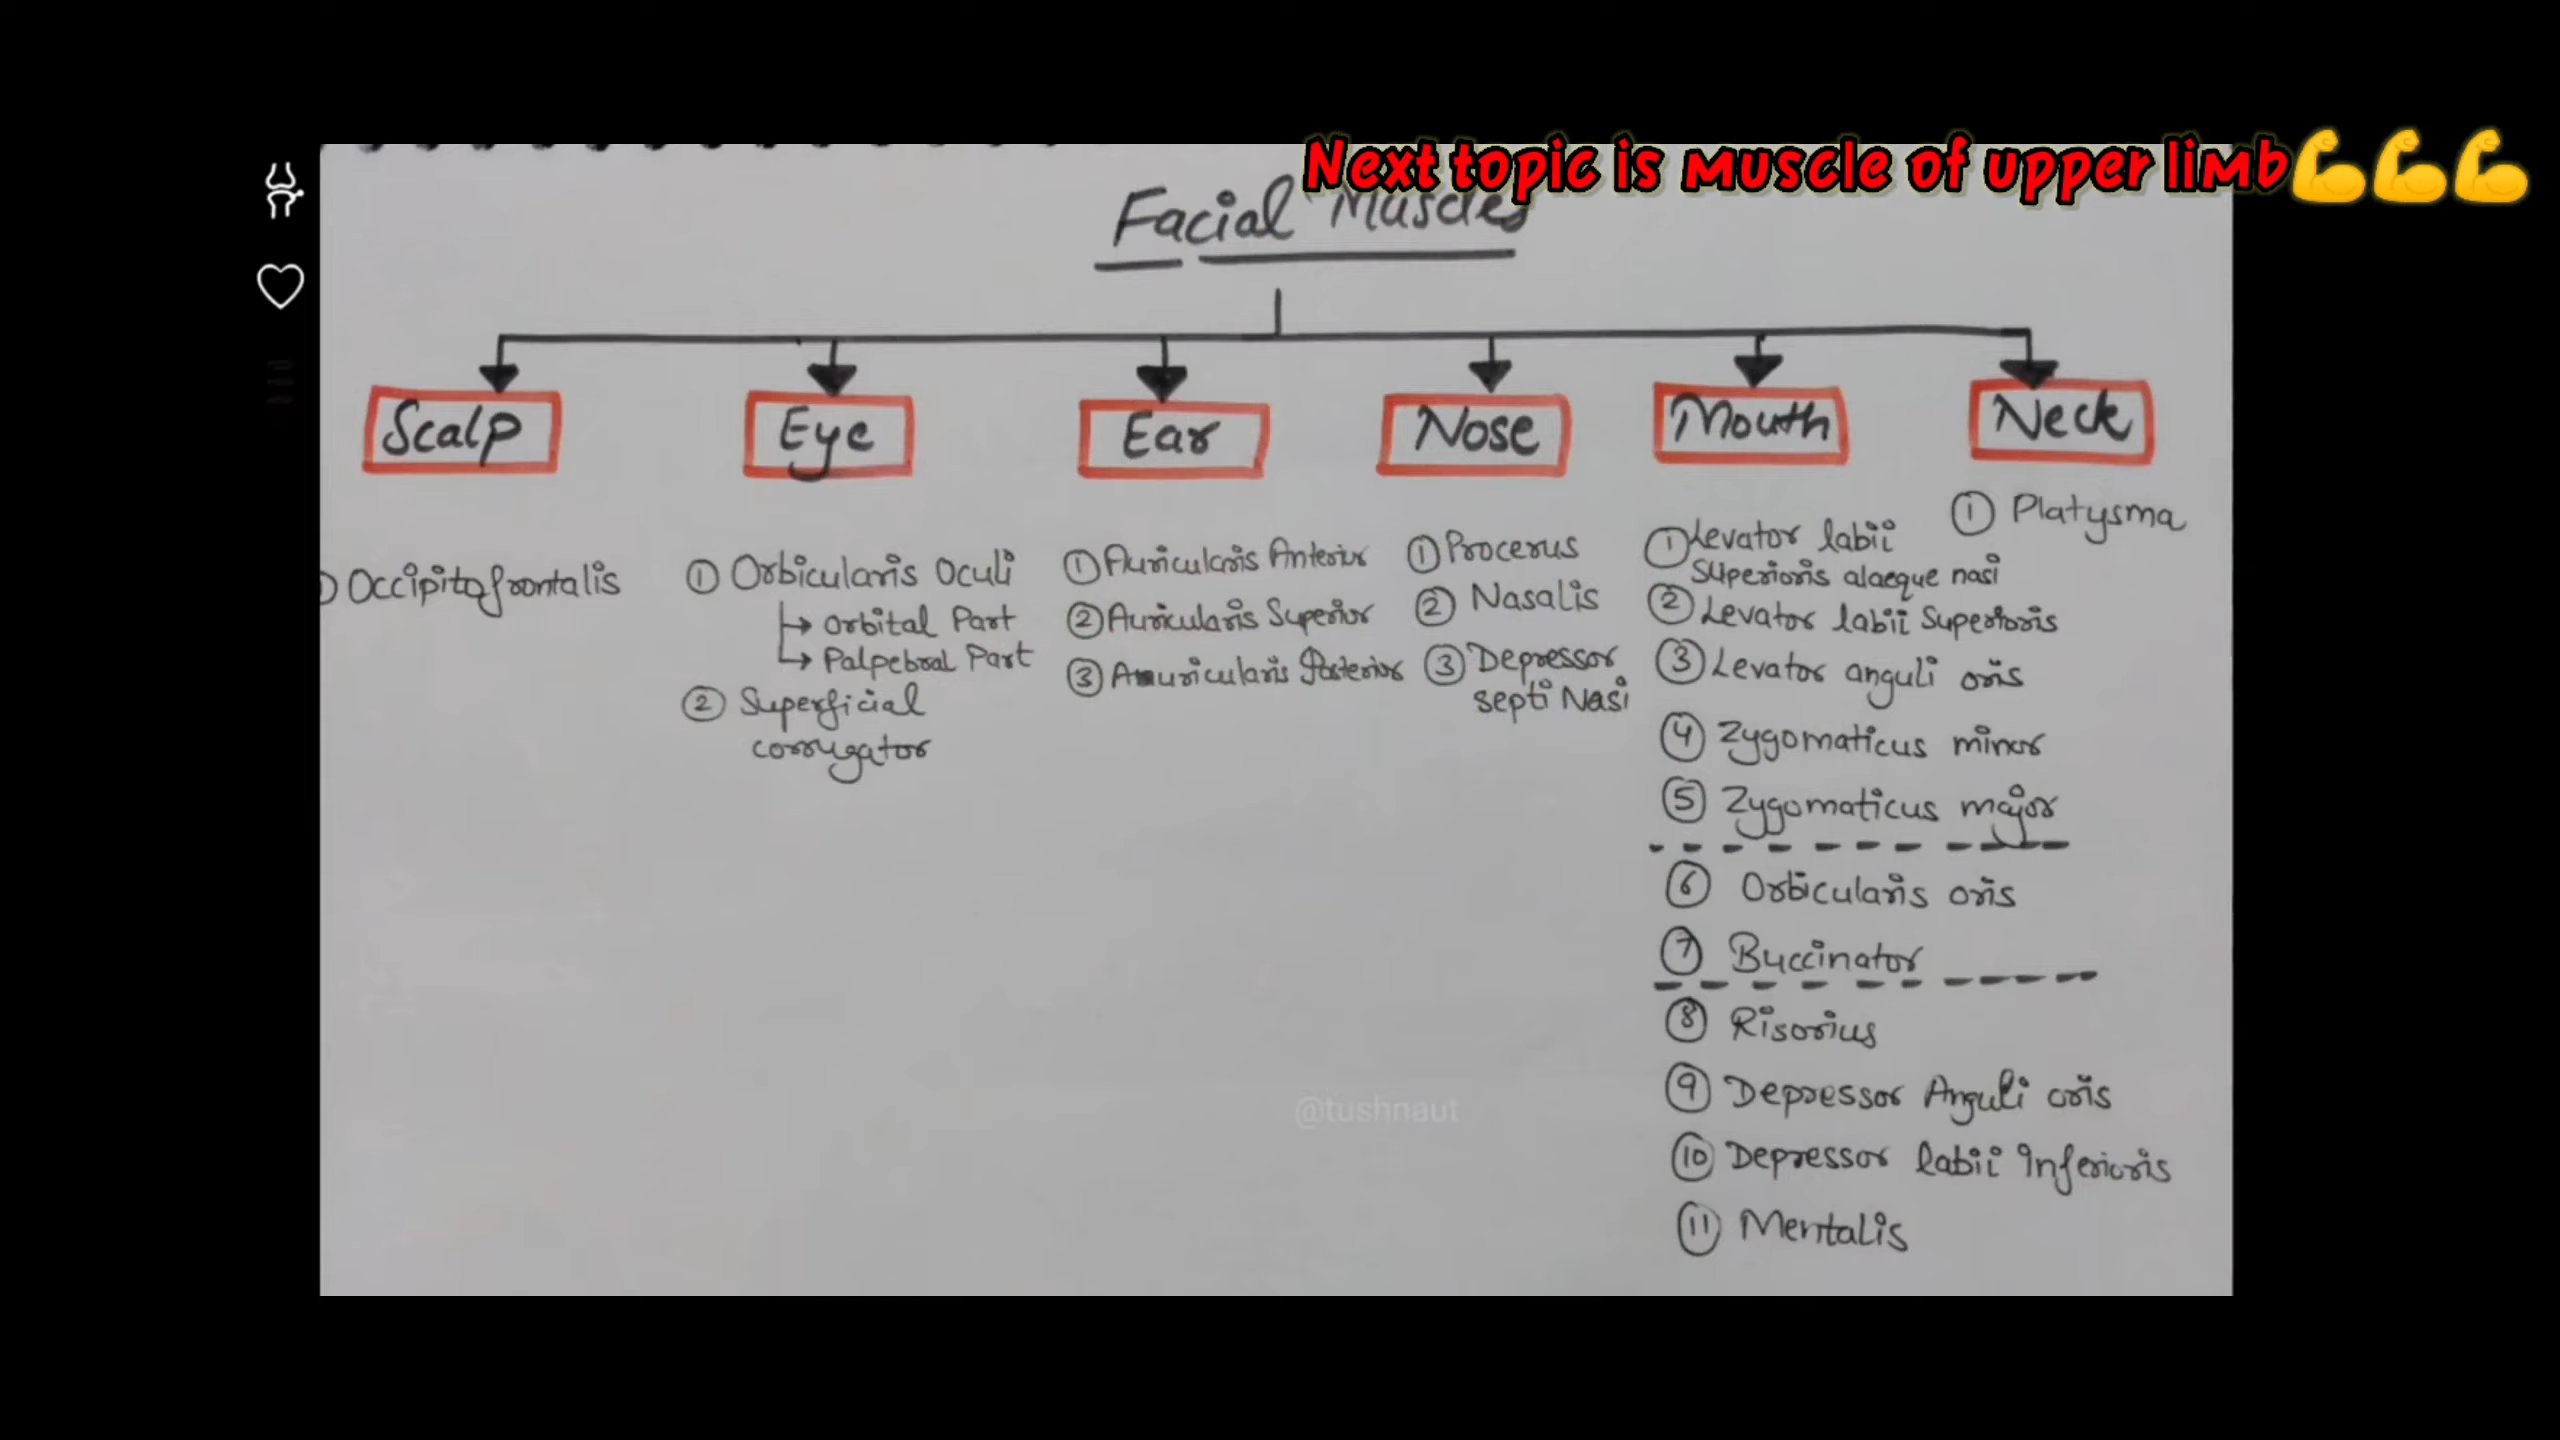 Next topic is muscle of upper limb💪💪💪
Facial Muscles
Scalp
Eye
Ear
Nose
Mouth
Neck
① Occipitofrontalis
① Orbicularis Oculi
→ Orbital Part
→ Palpebral Part
② Superficial
corrugator
① Auricularis Anterior
② Auricularis Superior
③ Auricularis Posterior
① Procerus
② Nasalis
③ Depressor
septi Nasi
① Levator labii
Superioris alaeque nasi
② Levator labii Superioris
③ Levator anguli oris
④ Zygomaticus minor
⑤ Zygomaticus major
⑥ Orbicularis oris
⑦ Buccinator
⑧ Risorius
⑨ Depressor Anguli oris
⑩ Depressor labii Inferioris
⑪ Mentalis
① Platysma
@tushnaut